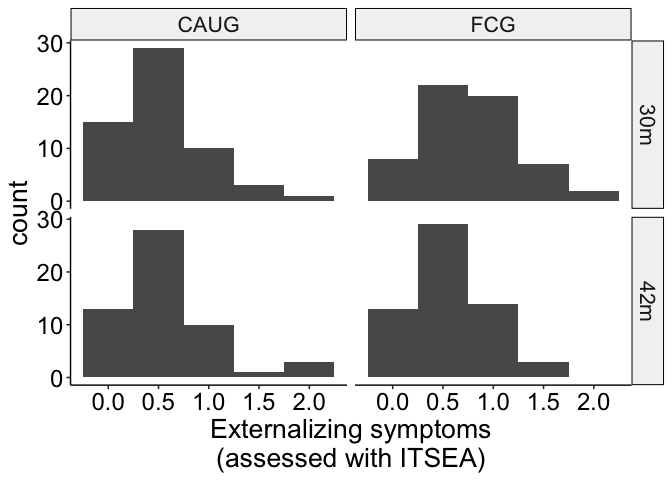 CAUG FCG
30
20
10
0
30m
30
20
10
0
42m
count
0.0 0.5 1.0 1.5 2.0 0.0 0.5 1.0 1.5 2.0
Externalizing symptoms
(assessed with ITSEA)